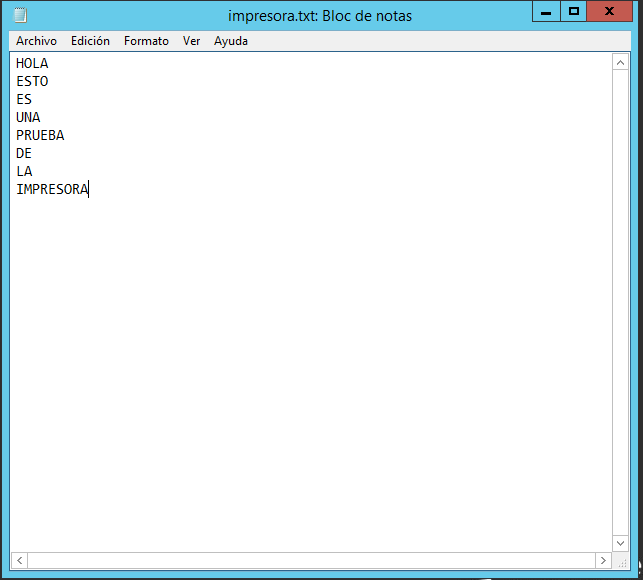 impresora.txt: Bloc de notas
Archivo Edición Formato Ver Ayuda
HOLA
ESTO
ES
UNA
PRUEBA
DE
LA
IMPRESORA